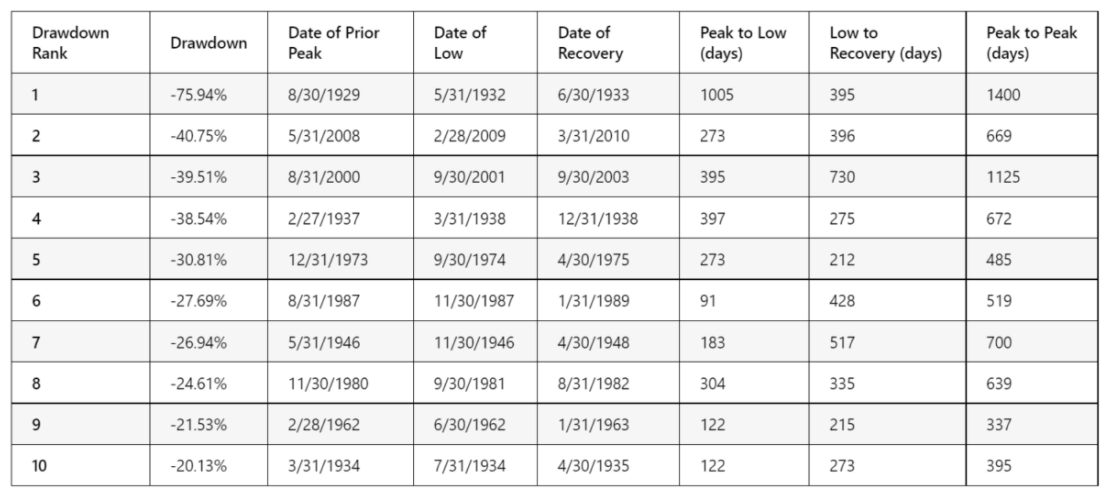 Drawdown Rank | Drawdown | Date of Prior Peak | Date of Low | Date of Recovery | Peak to Low (days) | Low to Recovery (days) | Peak to Peak (days)
1 | -75.94% | 8/30/1929 | 5/31/1932 | 6/30/1933 | 1005 | 395 | 1400
2 | -40.75% | 5/31/2008 | 2/28/2009 | 3/31/2010 | 273 | 396 | 669
3 | -39.51% | 8/31/2000 | 9/30/2001 | 9/30/2003 | 395 | 730 | 1125
4 | -38.54% | 2/27/1937 | 3/31/1938 | 12/31/1938 | 397 | 275 | 672
5 | -30.81% | 12/31/1973 | 9/30/1974 | 4/30/1975 | 273 | 212 | 485
6 | -27.69% | 8/31/1987 | 11/30/1987 | 1/31/1989 | 91 | 428 | 519
7 | -26.94% | 5/31/1946 | 11/30/1946 | 4/30/1948 | 183 | 517 | 700
8 | -24.61% | 11/30/1980 | 9/30/1981 | 8/31/1982 | 304 | 335 | 639
9 | -21.53% | 2/28/1962 | 6/30/1962 | 1/31/1963 | 122 | 215 | 337
10 | -20.13% | 3/31/1934 | 7/31/1934 | 4/30/1935 | 122 | 273 | 395